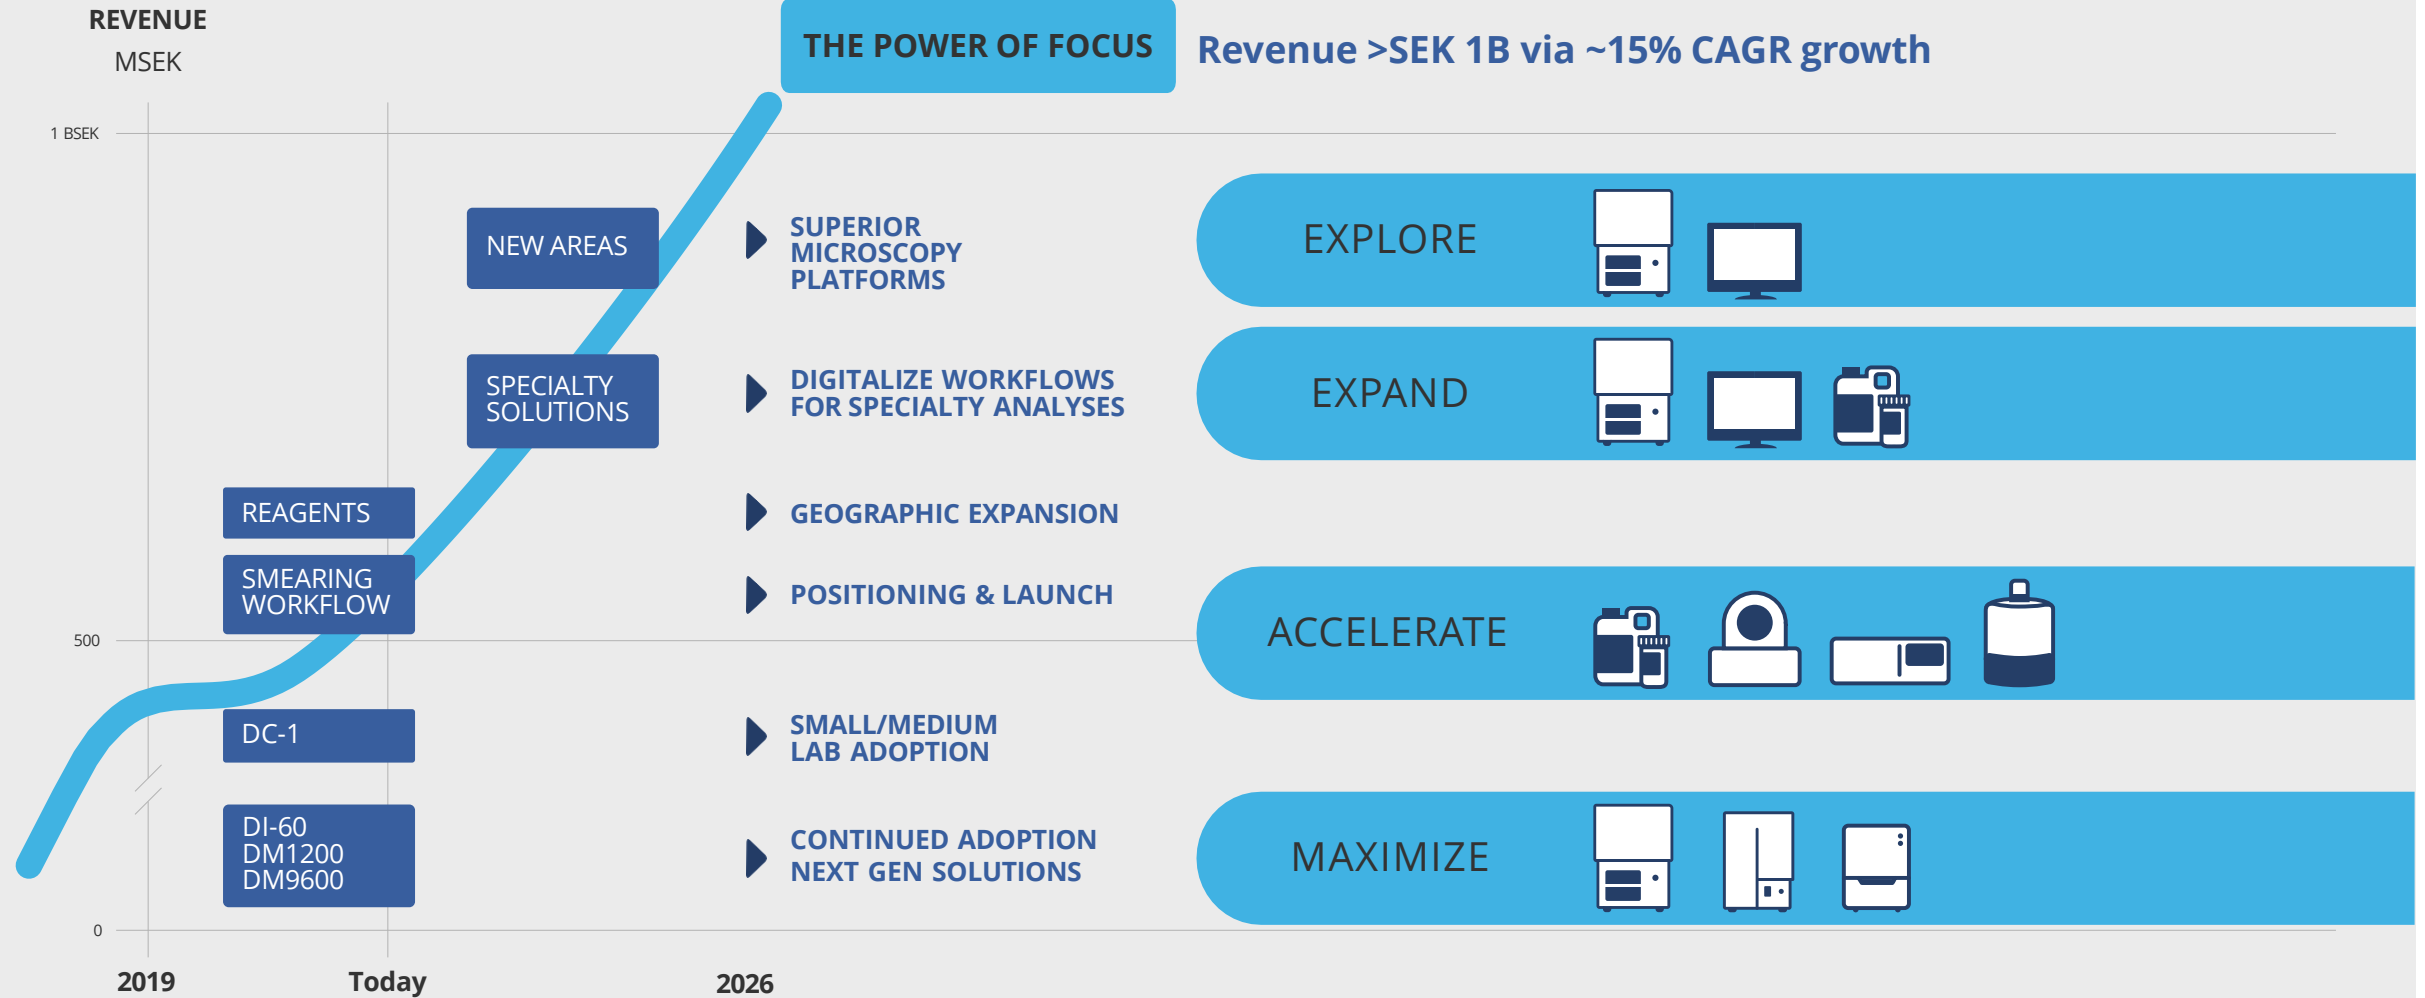 REVENUE
MSEK
THE POWER OF FOCUS
Revenue >SEK 1B via ~15% CAGR growth
1 BSEK
NEW AREAS
SUPERIOR
MICROSCOPY
PLATFORMS
EXPLORE
SPECIALTY
SOLUTIONS
DIGITALIZE WORKFLOWS
FOR SPECIALTY ANALYSES
EXPAND
REAGENTS
GEOGRAPHIC EXPANSION
SMEARING
WORKFLOW
POSITIONING & LAUNCH
ACCELERATE
500
DC-1
SMALL/MEDIUM
LAB ADOPTION
DI-60
DM1200
DM9600
CONTINUED ADOPTION
NEXT GEN SOLUTIONS
MAXIMIZE
0
2019
Today
2026